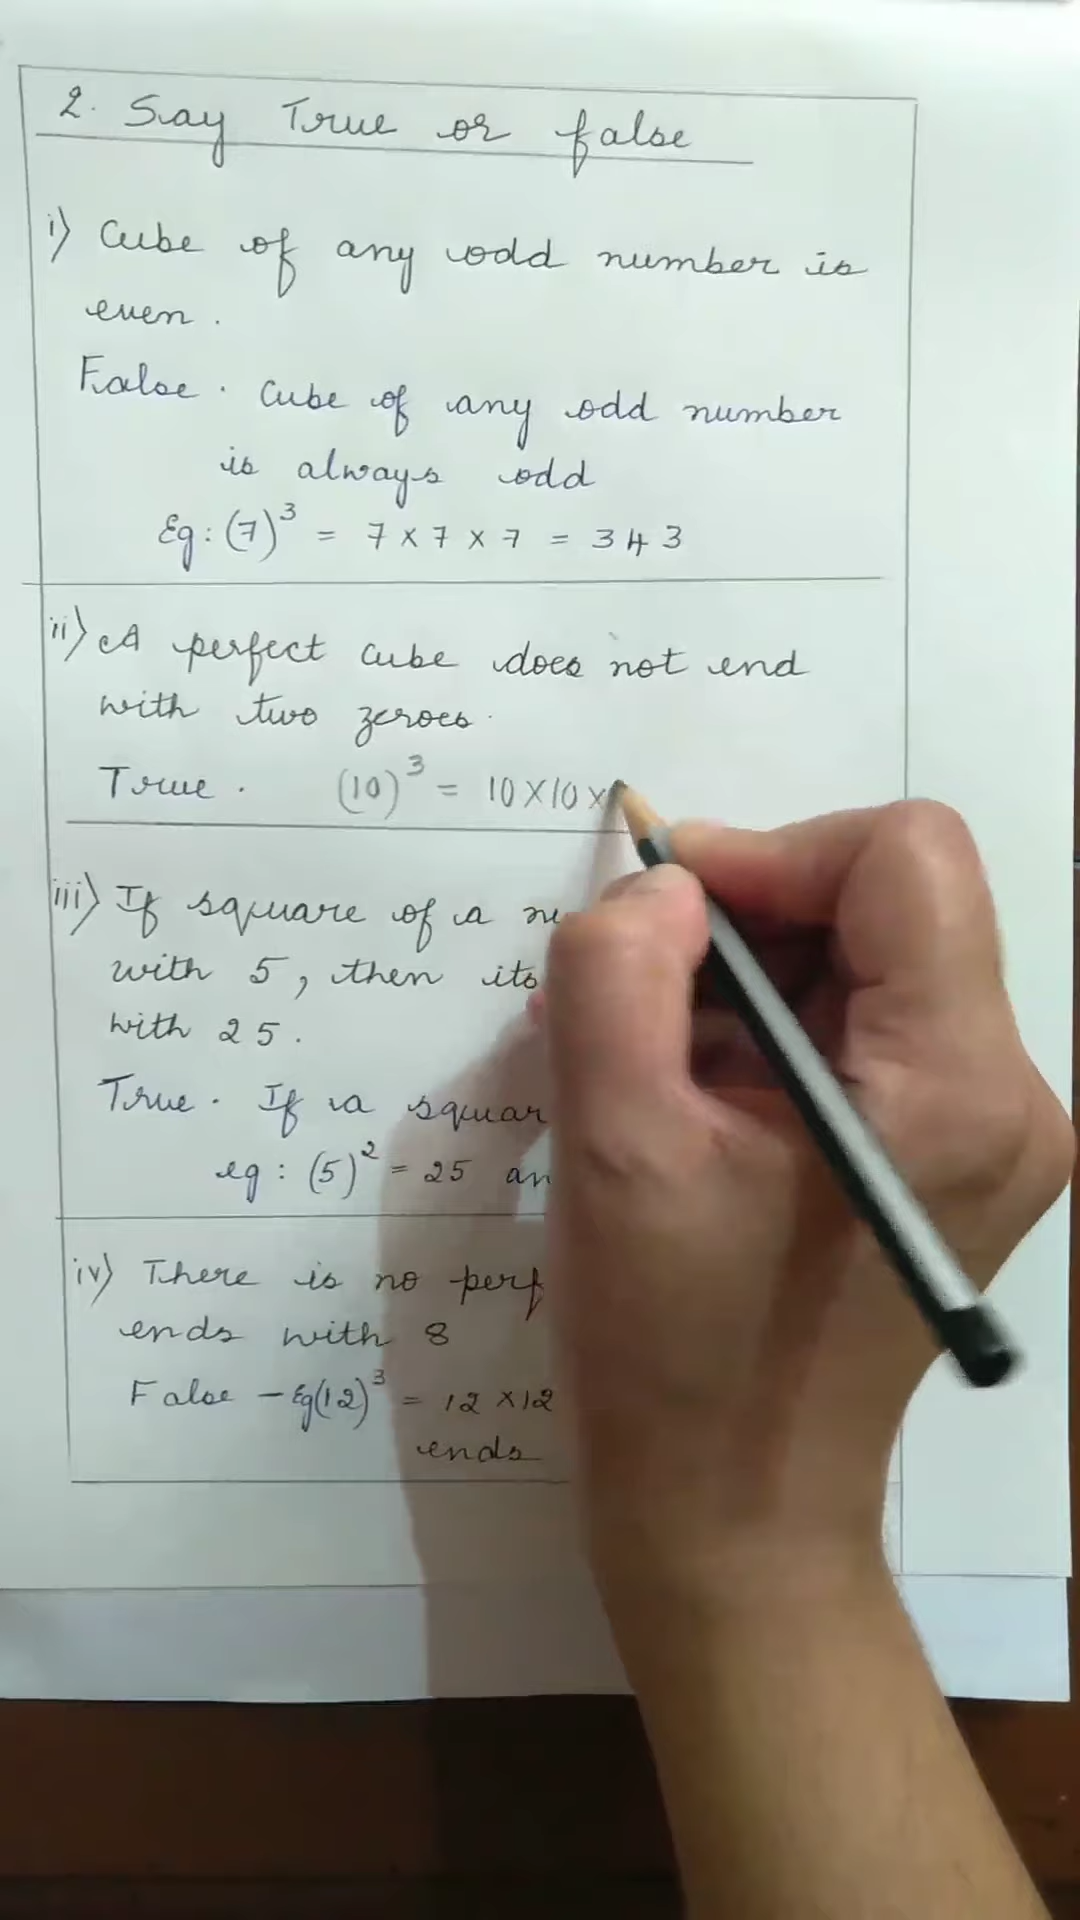 2. Say True or false
i) Cube of any odd number is
even.
False. Cube of any odd number
is always odd
Eg: (7)³ = 7 x 7 x 7 = 343
ii) A perfect cube does not end
with two zeroes.
True. (10)³ = 10 x 10 x
iii) If square of a
with 5, then its
with 25.
True. If a squar
eg: (5)² = 25 an
iv) There is no perf
ends with 8
False - Eg(12)³ = 12 x 12
ends